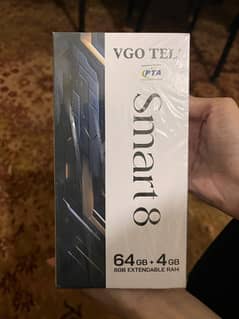 VGO TEL
PTA
Smart 8
64GB + 4GB
8GB EXTENDABLE RAM